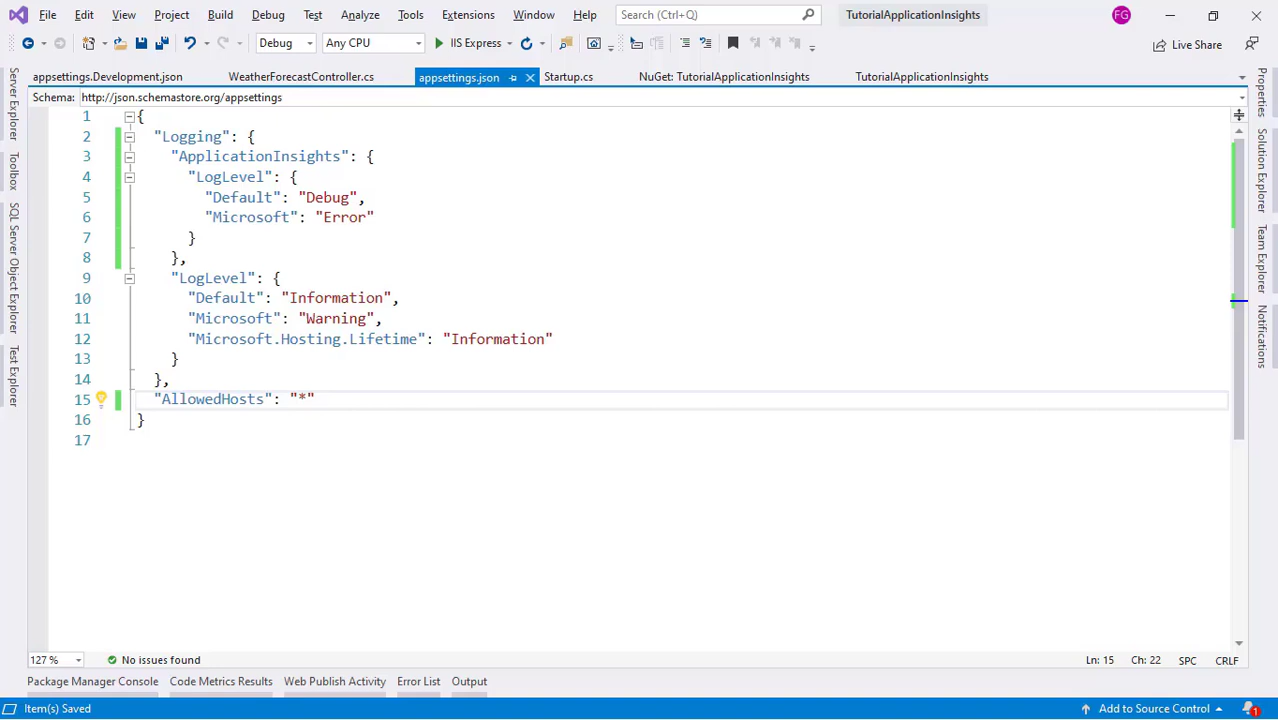 File Edit View Project Build Debug Test Analyze Tools Extensions Window Help Search (Ctrl+Q) TutorialApplicationInsights FG
Debug Any CPU IIS Express Live Share
appsettings.Development.json WeatherForecastController.cs appsettings.json Startup.cs NuGet: TutorialApplicationInsights TutorialApplicationInsights
Schema: http://json.schemastore.org/appsettings
1 {
2 "Logging": {
3 "ApplicationInsights": {
4 "LogLevel": {
5 "Default": "Debug",
6 "Microsoft": "Error"
7 }
8 },
9 "LogLevel": {
10 "Default": "Information",
11 "Microsoft": "Warning",
12 "Microsoft.Hosting.Lifetime": "Information"
13 }
14 },
15 "AllowedHosts": "*"
16 }
17
Server Explorer
Toolbox
SQL Server Object Explorer
Test Explorer
Properties
Solution Explorer
Team Explorer
Notifications
127 % No issues found Ln: 15 Ch: 22 SPC CRLF
Package Manager Console Code Metrics Results Web Publish Activity Error List Output
Item(s) Saved Add to Source Control 1